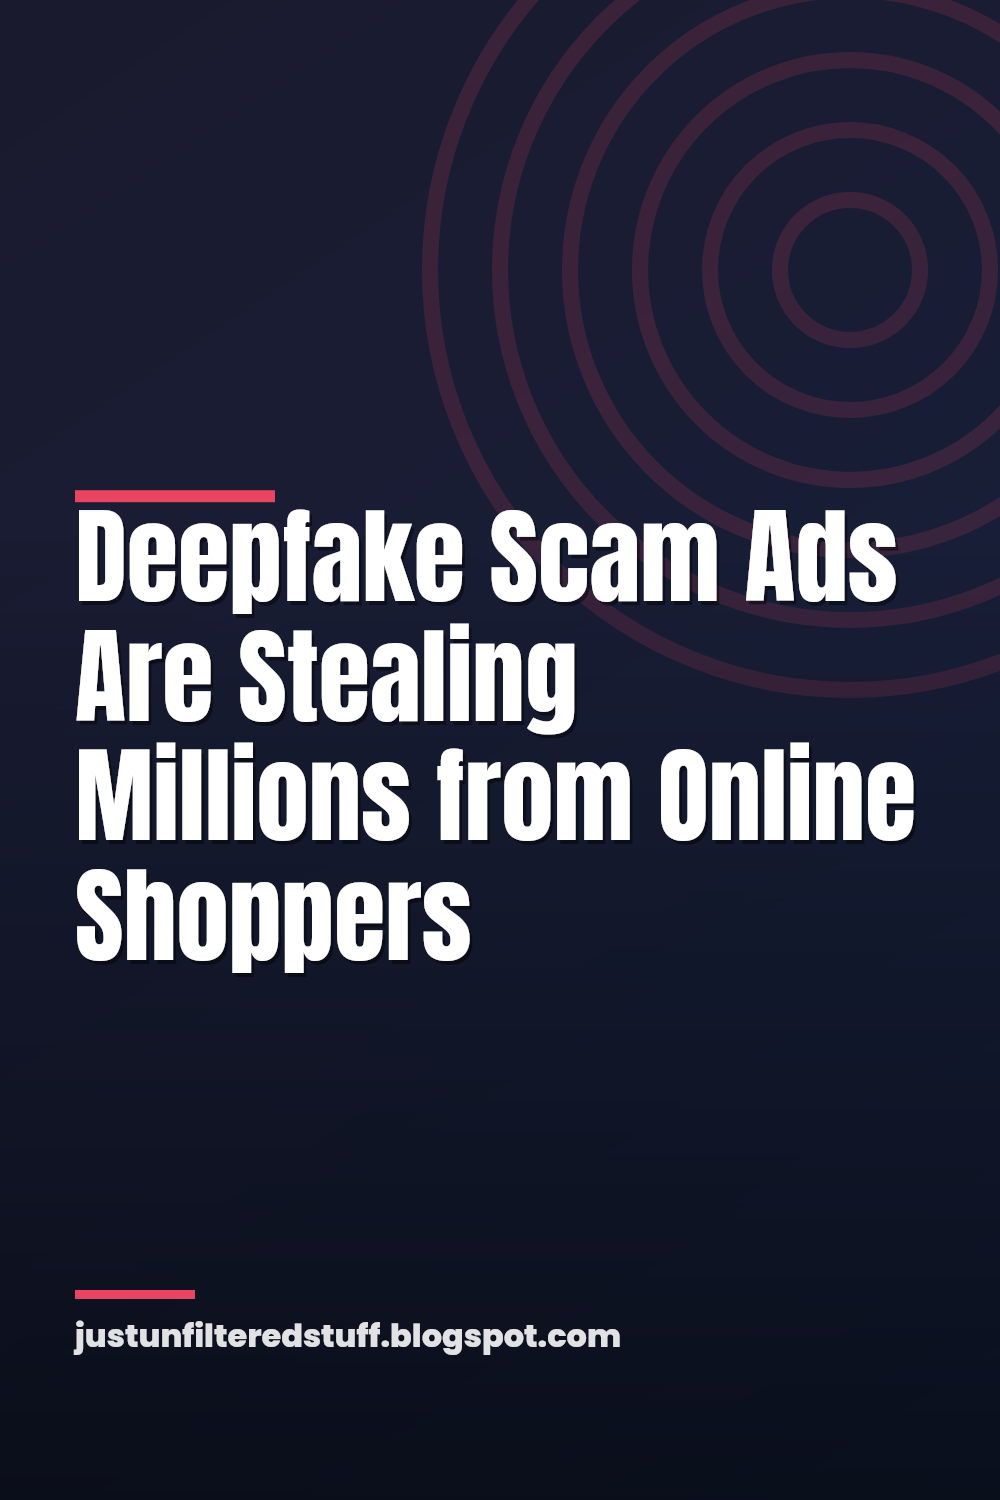 Deepfake Scam Ads
Are Stealing
Millions from Online
Shoppers
justunfilteredstuff.blogspot.com